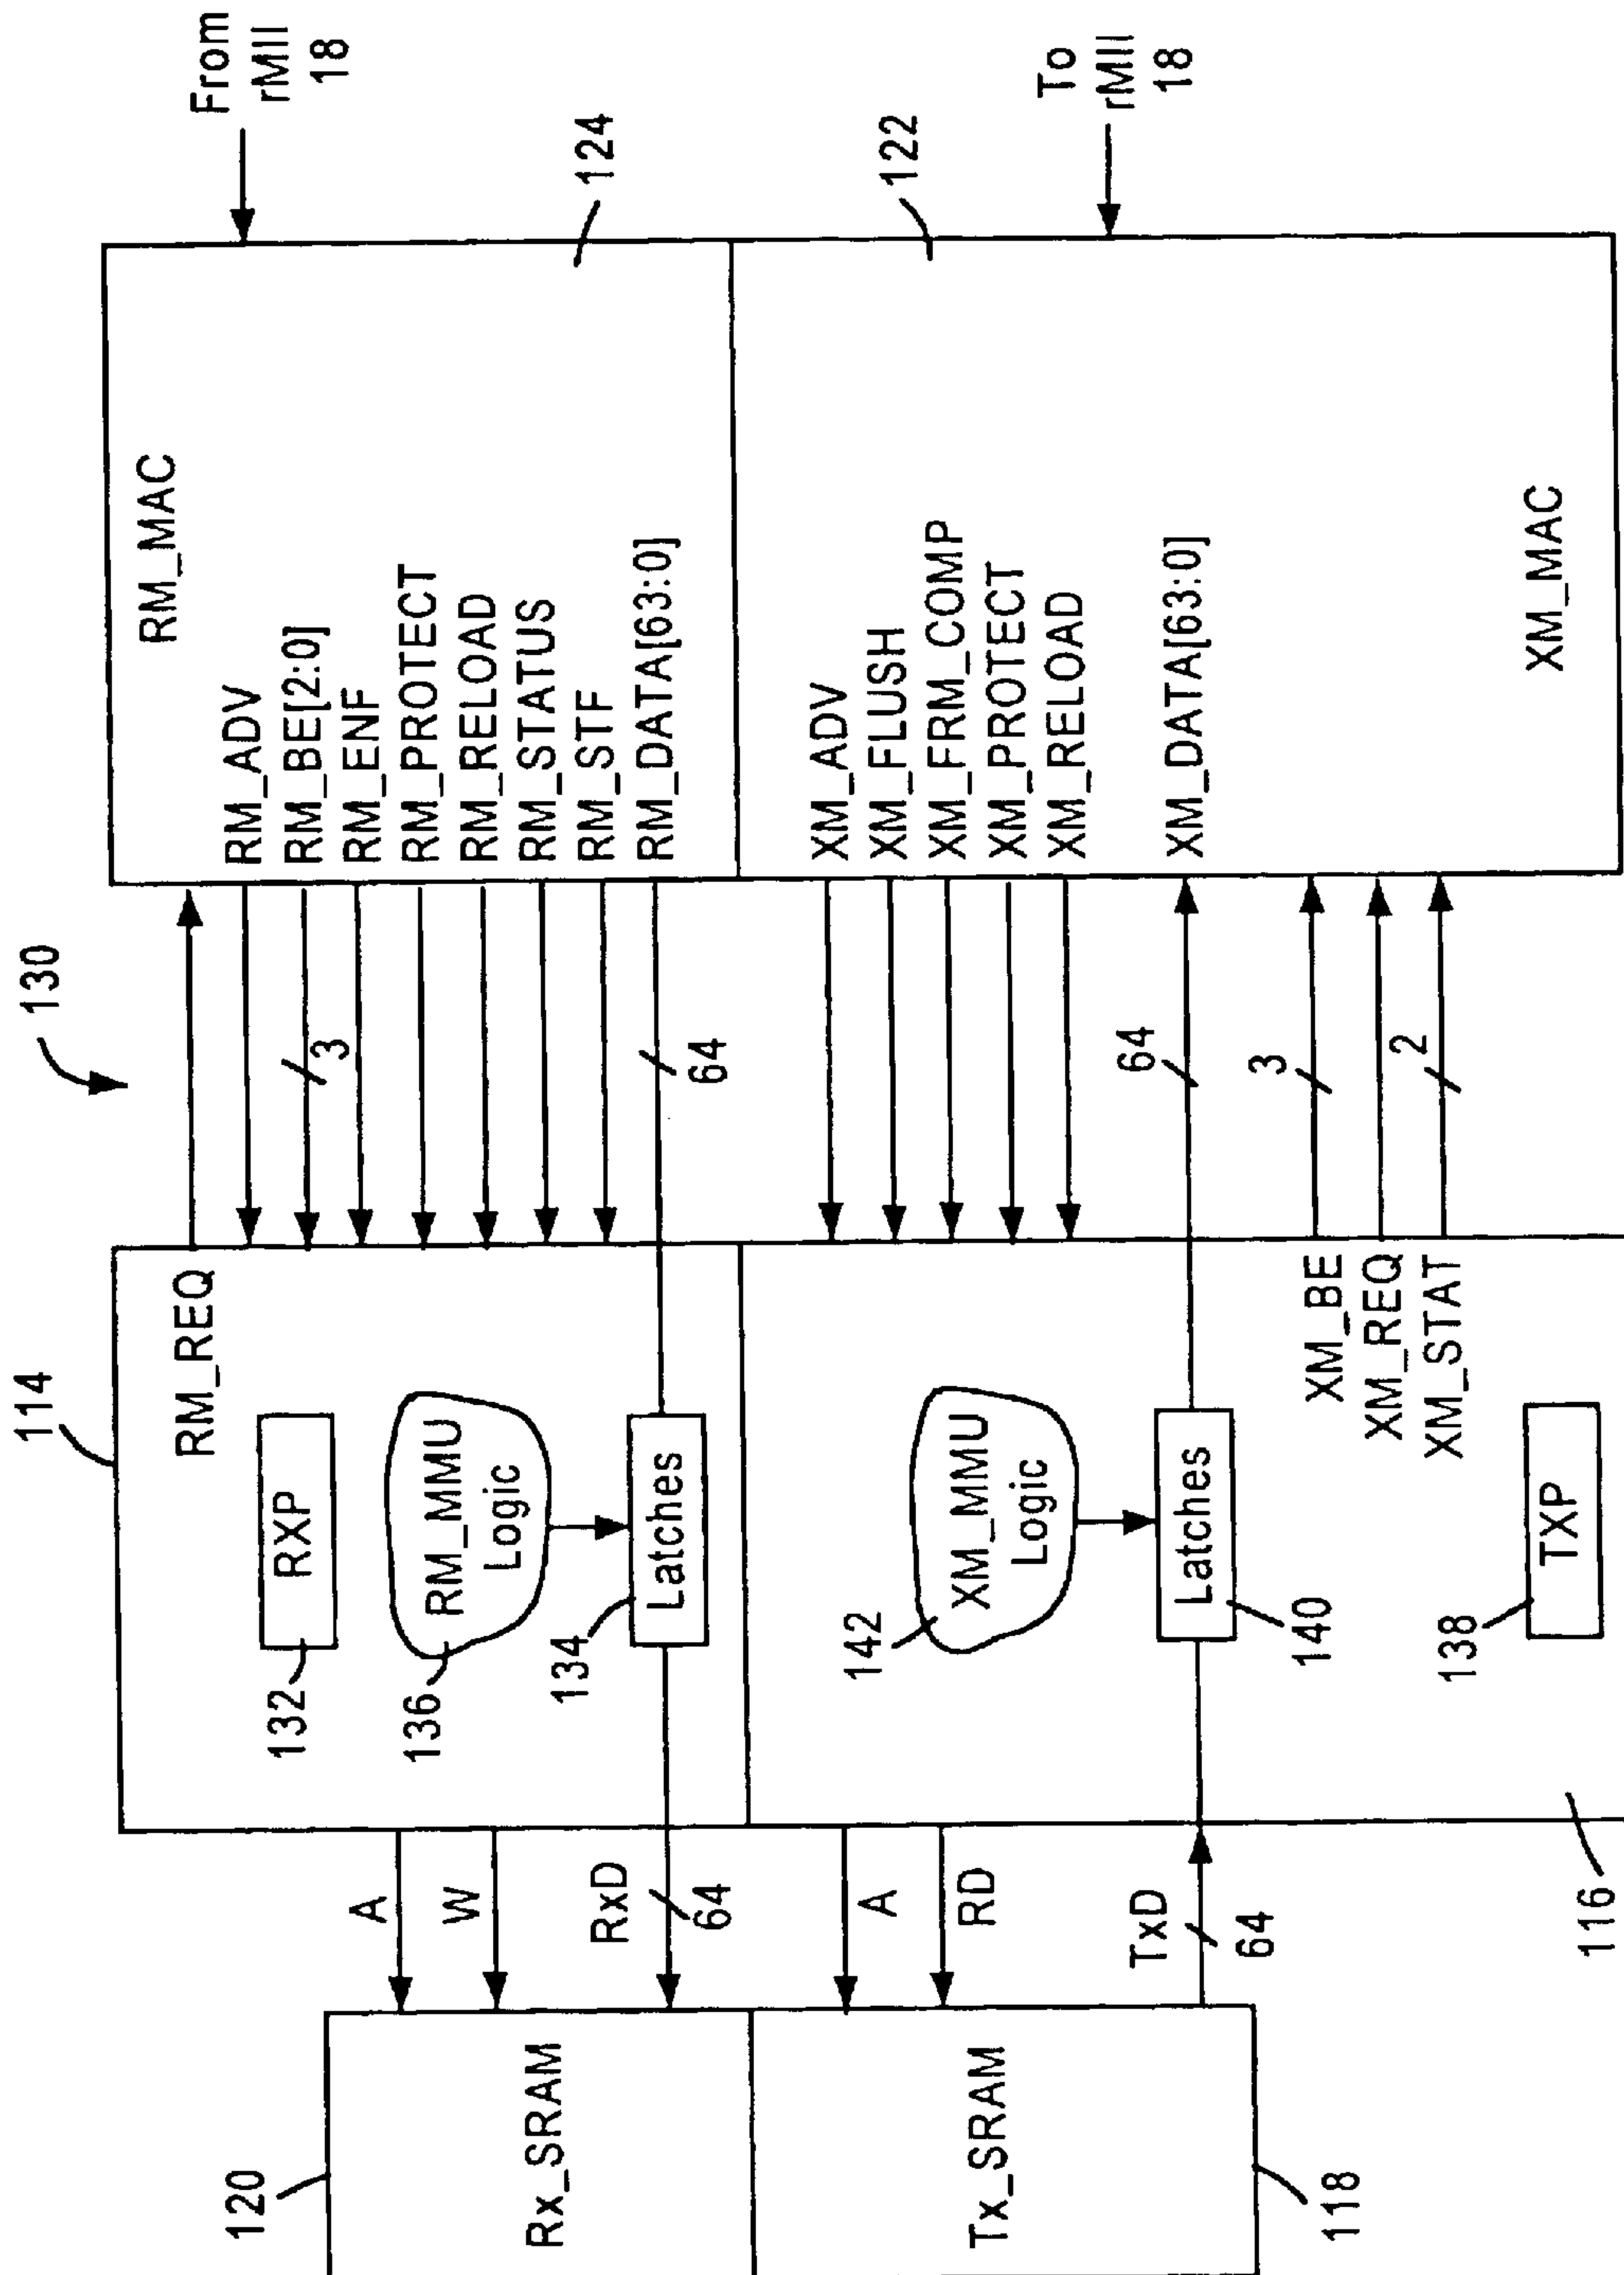 130
114
120
Rx_SRAM
Tx_SRAM
118
A
W
RxD
64
A
RD
TxD
64
116
RM_REQ
RXP
132
RM_MMU
Logic
136
Latches
134
XM_MMU
Logic
142
Latches
140
XM_BE
XM_REQ
XM_STAT
TXP
138
3
64
64
3
2
RM_MAC
RM_ADV
RM_BE[2:0]
RM_ENF
RM_PROTECT
RM_RELOAD
RM_STATUS
RM_STF
RM_DATA[63:0]
124
XM_ADV
XM_FLUSH
XM_FRM_COMP
XM_PROTECT
XM_RELOAD
XM_DATA[63:0]
XM_MAC
122
From
rMII
18
To
rMII
18